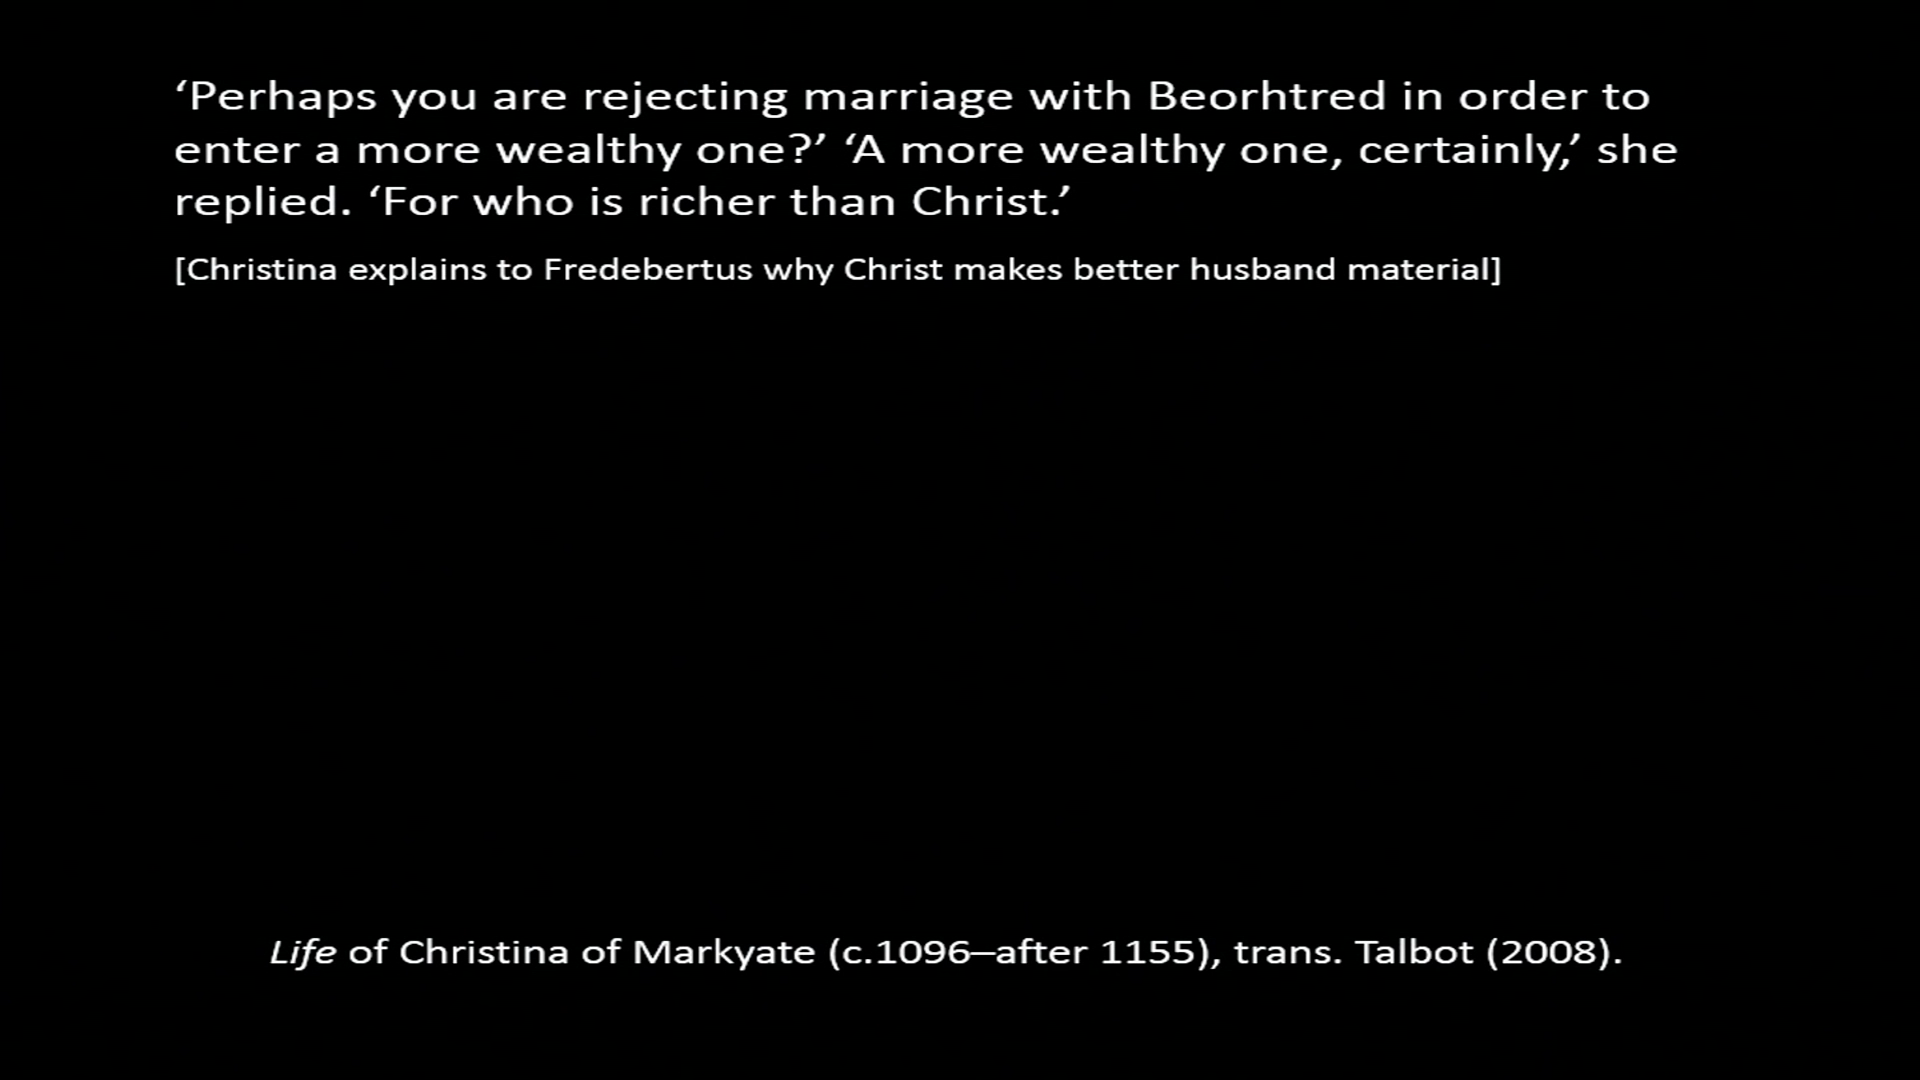 ‘Perhaps you are rejecting marriage with Beorhtred in order to
enter a more wealthy one?’ ‘A more wealthy one, certainly,’ she
replied. ‘For who is richer than Christ.’
[Christina explains to Fredebertus why Christ makes better husband material]
Life of Christina of Markyate (c.1096–after 1155), trans. Talbot (2008).